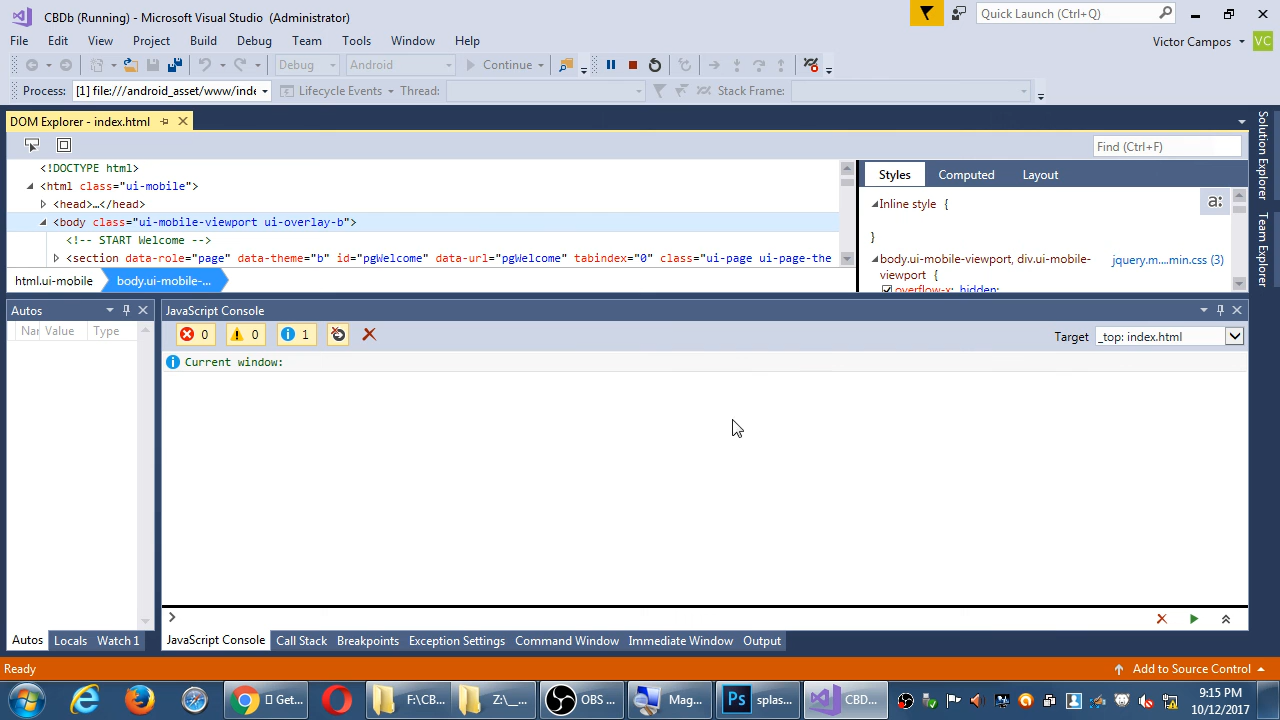 CBDb (Running) - Microsoft Visual Studio (Administrator)
Quick Launch (Ctrl+Q)
File Edit View Project Build Debug Team Tools Window Help
Victor Campos VC
Debug Android Continue
Process: [1] file:///android_asset/www/inde Lifecycle Events Thread: Stack Frame:
DOM Explorer - index.html
Find (Ctrl+F)
<!DOCTYPE html>
<html class="ui-mobile">
<head>…</head>
<body class="ui-mobile-viewport ui-overlay-b">
<!-- START Welcome -->
<section data-role="page" data-theme="b" id="pgWelcome" data-url="pgWelcome" tabindex="0" class="ui-page ui-page-the
html.ui-mobile body.ui-mobile-...
Styles Computed Layout
a:
Inline style {
}
body.ui-mobile-viewport, div.ui-mobile-
viewport {
jquery.m....min.css (3)
overflow-x: hidden;
Solution Explorer
Team Explorer
Autos
Value Type
JavaScript Console
0 0 1
Target _top: index.html
Current window:
Autos Locals Watch 1
JavaScript Console Call Stack Breakpoints Exception Settings Command Window Immediate Window Output
Ready
Add to Source Control
Get...
F:\CB...
Z:\__...
OBS ...
Mag...
Ps splas...
CBD...
9:15 PM
10/12/2017